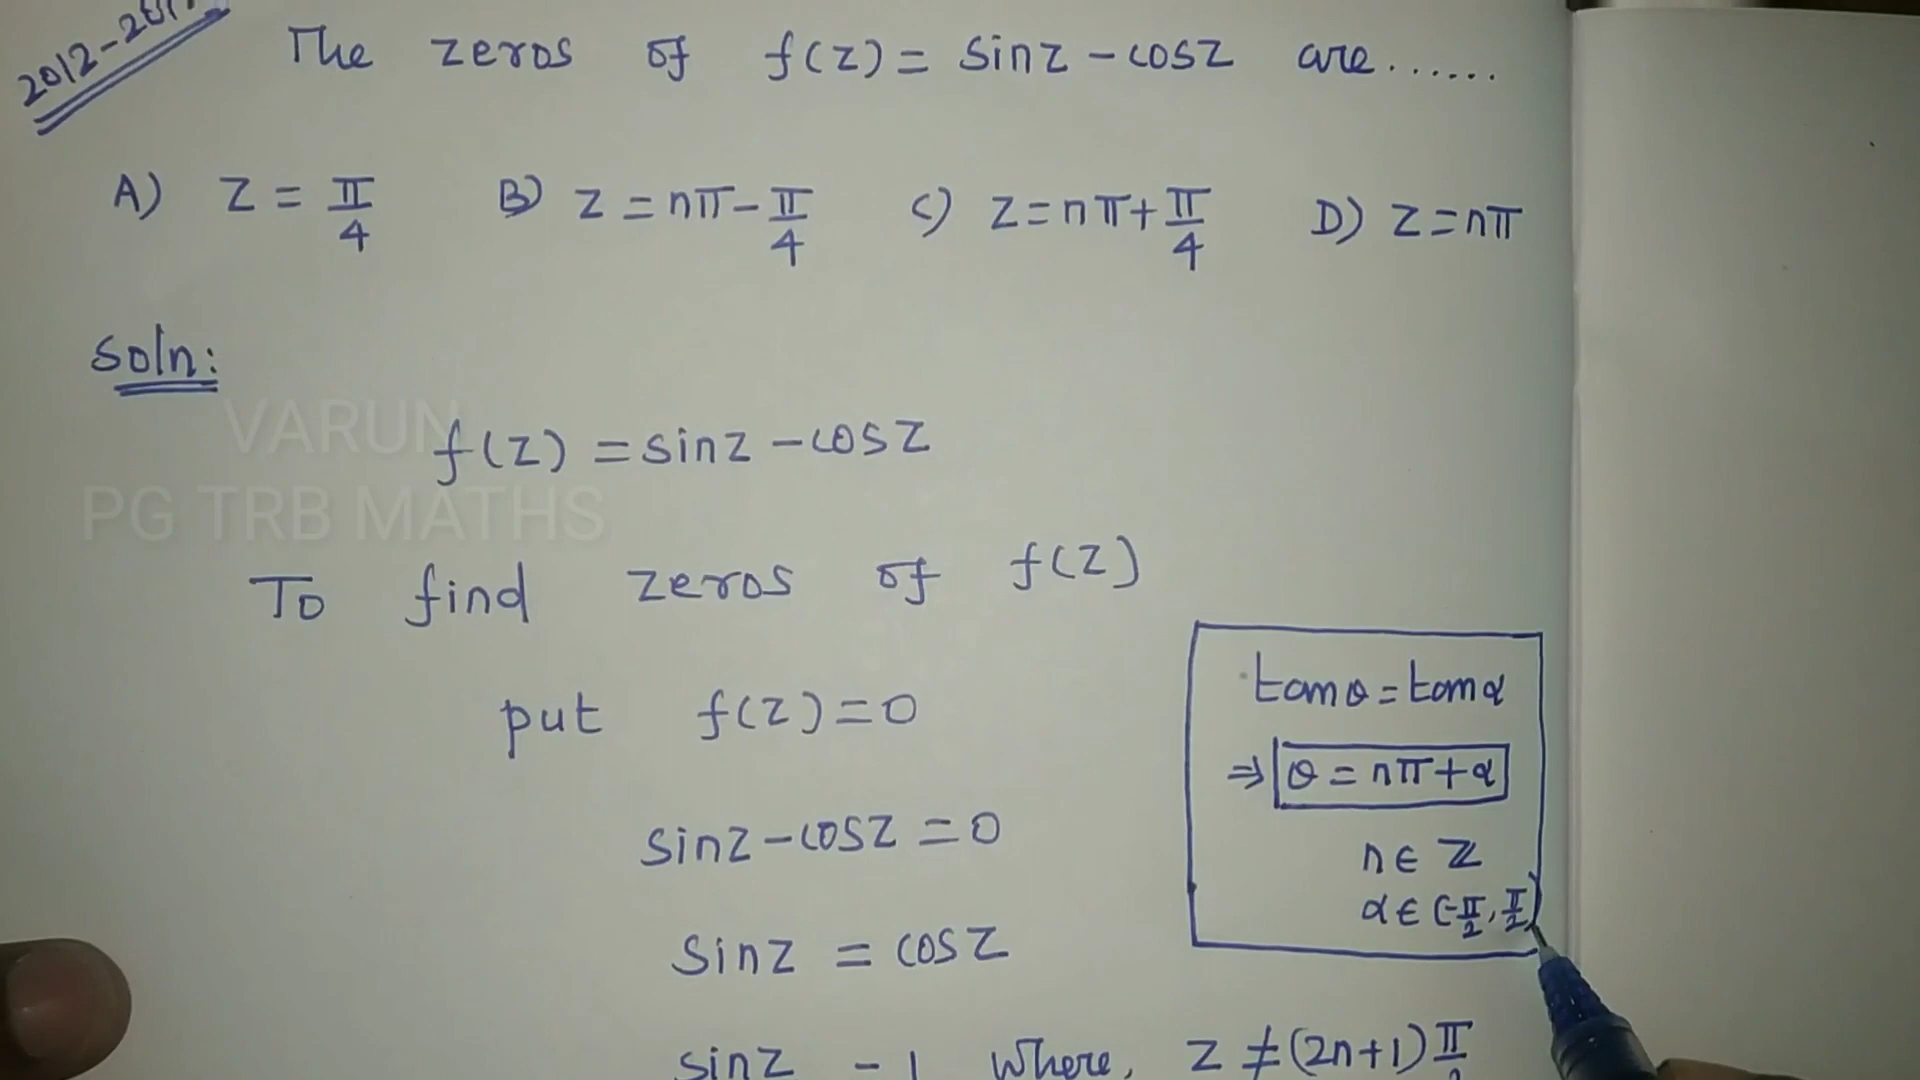 2012-201
The zeros of f(z) = sinz - cosz are......
A) z = π/4 B) z = nπ - π/4 C) z = nπ + π/4 D) z = nπ
Soln:
VARUN
f(z) = sinz - cosz
PG TRB MATHS
To find zeros of f(z)
put f(z) = 0
sinz - cosz = 0
sinz = cosz
sinz - 1 where, z ≠ (2n+1) π
tanθ = tanα
⇒ θ = nπ + α
n ∈ ℤ
α ∈ (-π/2, π/2)